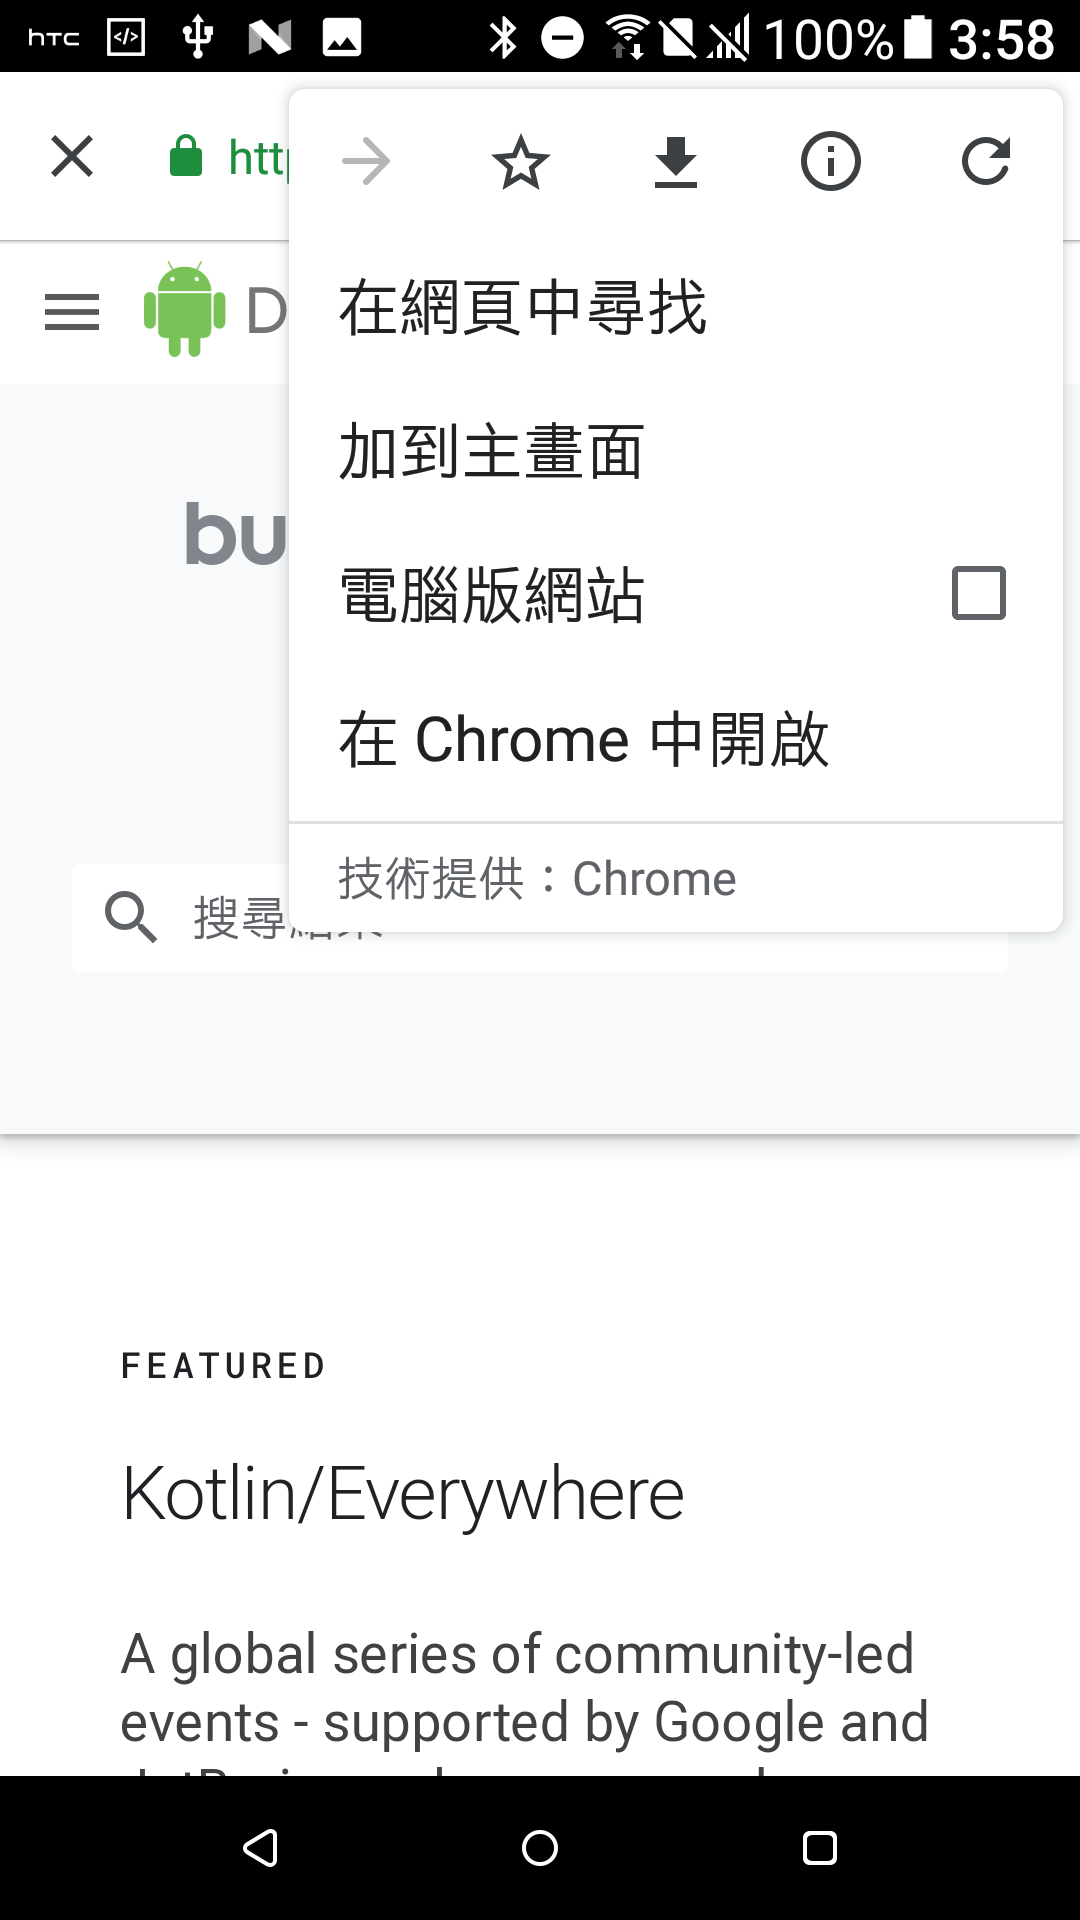 hTC 100% 3:58
http
D
在網頁中尋找
bu
加到主畫面
電腦版網站
在 Chrome 中開啟
技術提供：Chrome
搜尋結果
FEATURED
Kotlin/Everywhere
A global series of community-led
events - supported by Google and